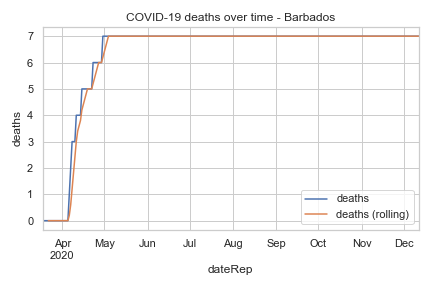 COVID-19 deaths over time - Barbados
7
6
5
4
3
2
1
0
deaths
Apr
2020
May
Jun
Jul
Aug
Sep
Oct
Nov
Dec
dateRep
deaths
deaths (rolling)